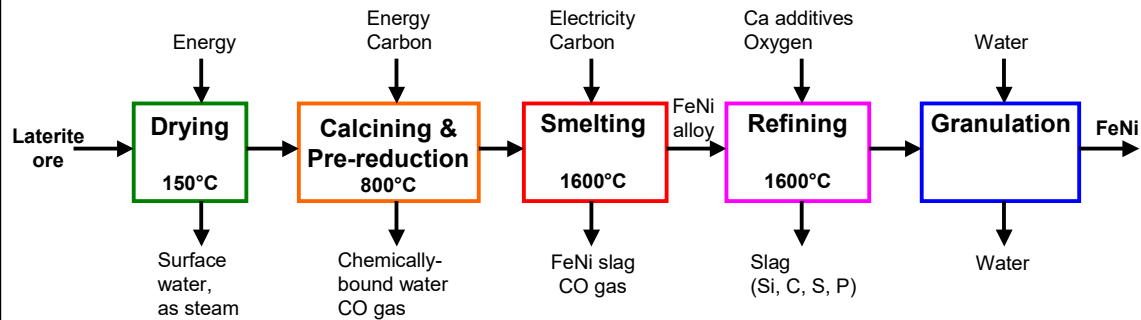 Energy
Energy
Carbon
Electricity
Carbon
Ca additives
Oxygen
Water
Laterite
ore
Drying
150°C
Calcining &
Pre-reduction
800°C
Smelting
1600°C
FeNi
alloy
Refining
1600°C
Granulation
FeNi
Surface
water,
as steam
Chemically-
bound water
CO gas
FeNi slag
CO gas
Slag
(Si, C, S, P)
Water